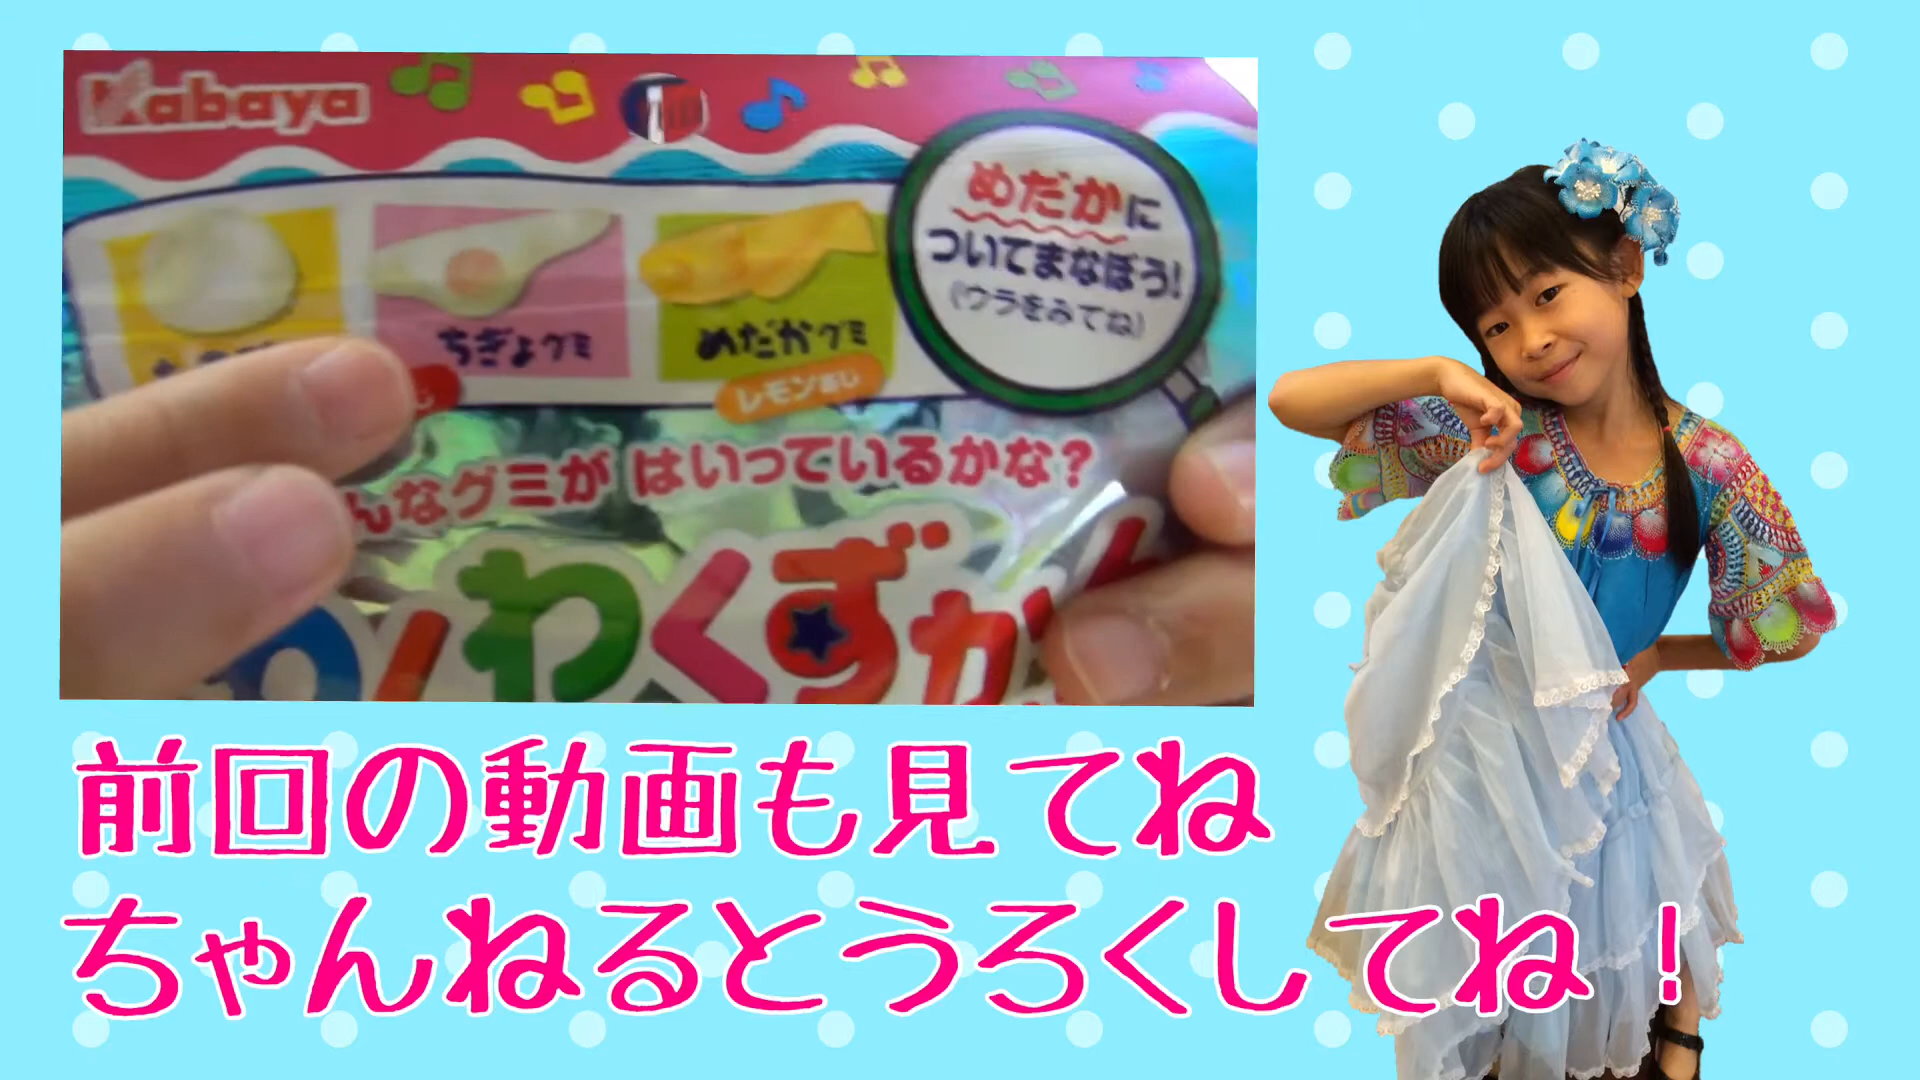 Kabaya
めだかに
ついてまなぼう!
(ウラをみてね)
ちぎょグミ
めだかグミ
レモンあじ
んなグミが はいっているかな?
わくずか
前回の動画も見てね
ちゃんねるとうろくしてね！